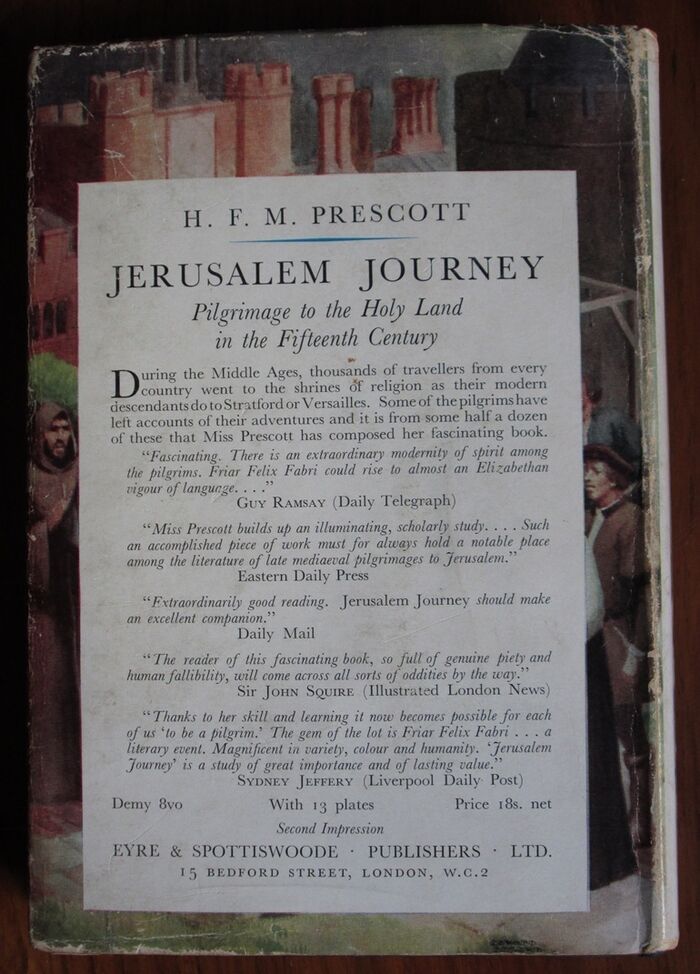 H. F. M. PRESCOTT
JERUSALEM JOURNEY
Pilgrimage to the Holy Land
in the Fifteenth Century
During the Middle Ages, thousands of travellers from every
country went to the shrines of religion as their modern
descendants do to Stratford or Versailles. Some of the pilgrims have
left accounts of their adventures and it is from some half a dozen
of these that Miss Prescott has composed her fascinating book.
“Fascinating. There is an extraordinary modernity of spirit among
the pilgrims. Friar Felix Fabri could rise to almost an Elizabethan
vigour of language. . . .”
GUY RAMSAY (Daily Telegraph)
“Miss Prescott builds up an illuminating, scholarly study. . . . Such
an accomplished piece of work must for always hold a notable place
among the literature of late mediaeval pilgrimages to Jerusalem.”
Eastern Daily Press
“Extraordinarily good reading. Jerusalem Journey should make
an excellent companion.”
Daily Mail
“The reader of this fascinating book, so full of genuine piety and
human fallibility, will come across all sorts of oddities by the way.”
Sir JOHN SQUIRE (Illustrated London News)
“Thanks to her skill and learning it now becomes possible for each
of us ‘to be a pilgrim.’ The gem of the lot is Friar Felix Fabri . . . a
literary event. Magnificent in variety, colour and humanity. ‘Jerusalem
Journey’ is a study of great importance and of lasting value.”
SYDNEY JEFFERY (Liverpool Daily Post)
Demy 8vo With 13 plates Price 18s. net
Second Impression
EYRE & SPOTTISWOODE · PUBLISHERS · LTD.
15 BEDFORD STREET, LONDON, W.C.2